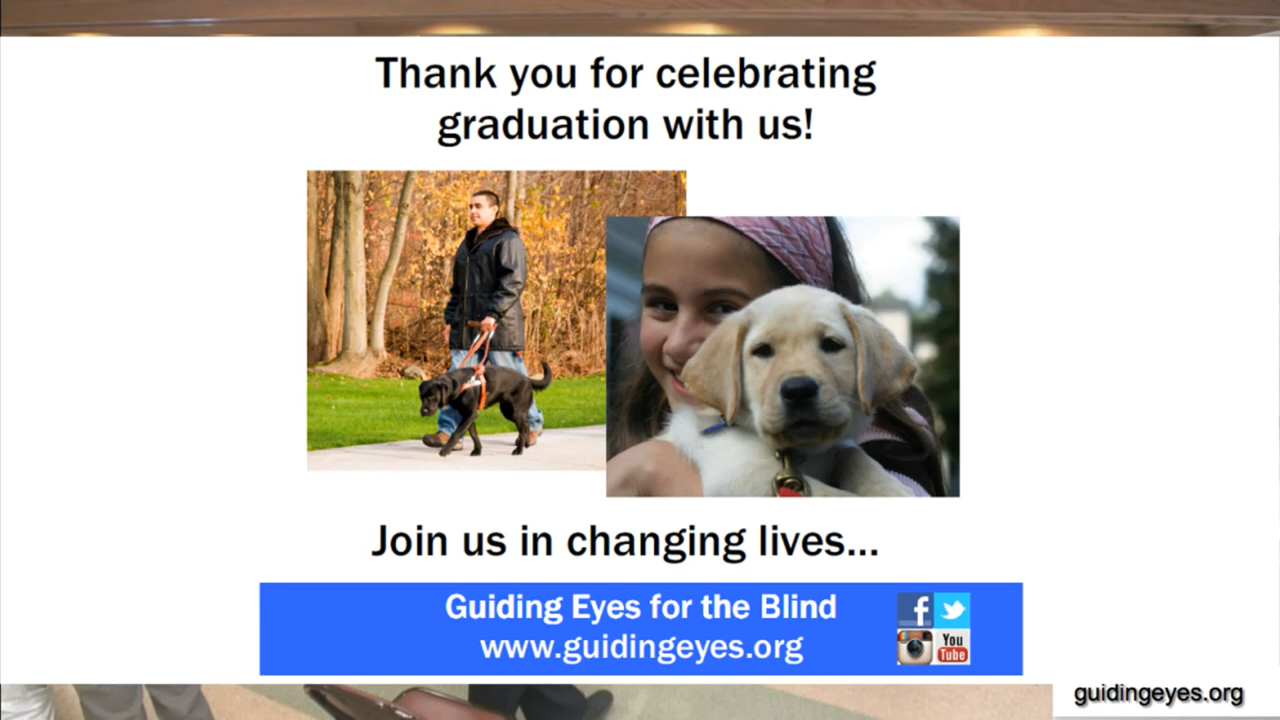 Thank you for celebrating
graduation with us!
Join us in changing lives...
Guiding Eyes for the Blind
www.guidingeyes.org
f
You
Tube
guidingeyes.org